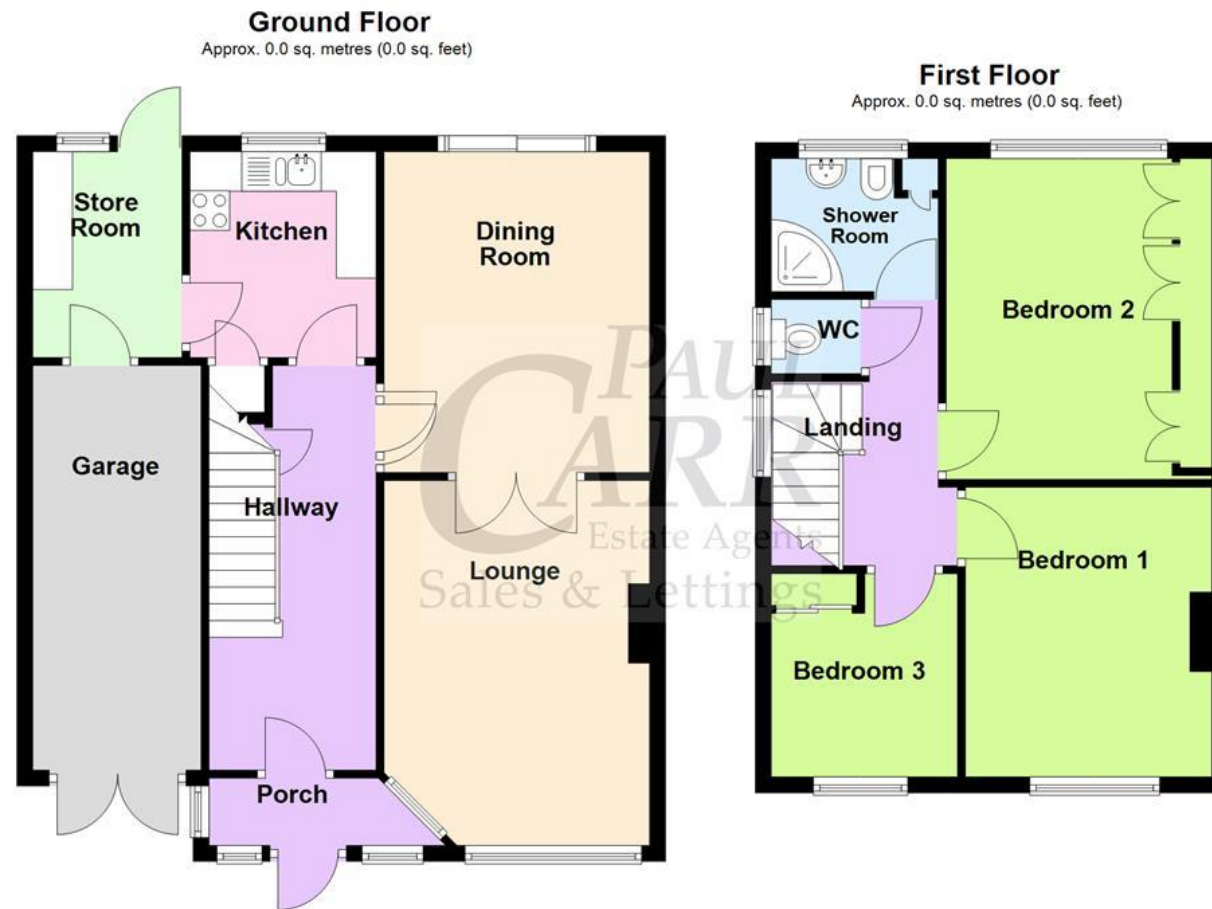 Ground Floor
Approx. 0.0 sq. metres (0.0 sq. feet)
Store
Room
Kitchen
Dining
Room
Garage
Hallway
Lounge
Porch
First Floor
Approx. 0.0 sq. metres (0.0 sq. feet)
Shower
Room
WC
Bedroom 2
Landing
Bedroom 1
Bedroom 3
PAUL
CARR
Estate Agents
Sales & Lettings